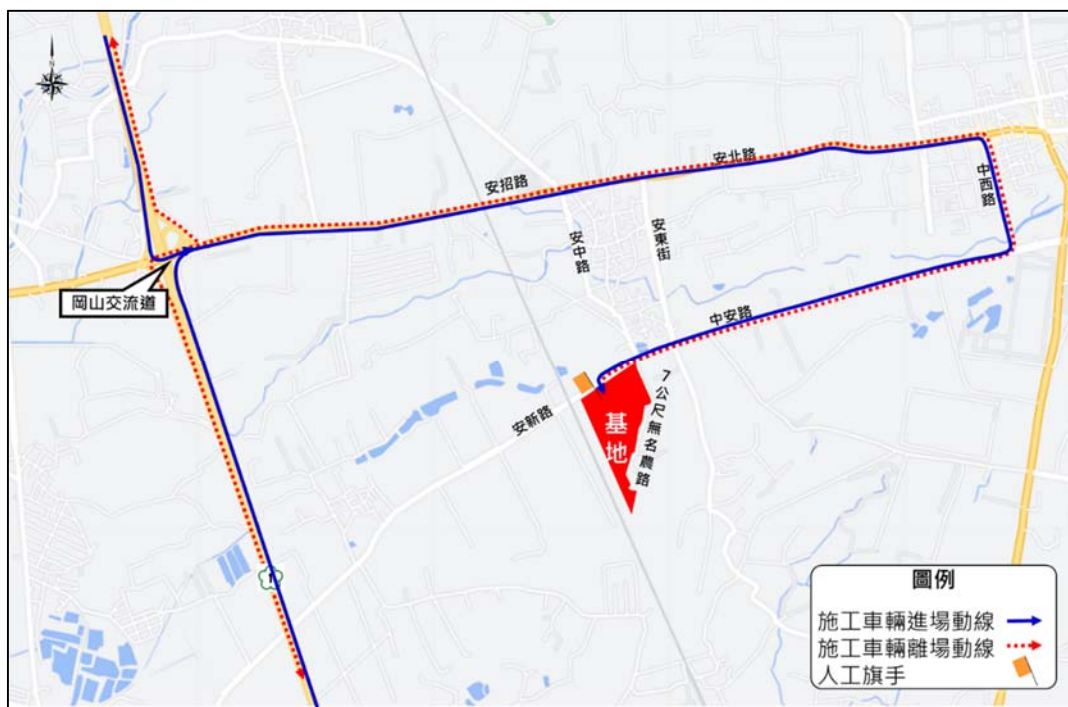 N
安北路
中西路
安招路
安中路
安東街
岡山交流道
中安路
7公尺無名農路
安新路
基地
1
圖例
施工車輛進場動線
施工車輛離場動線
人工旗手